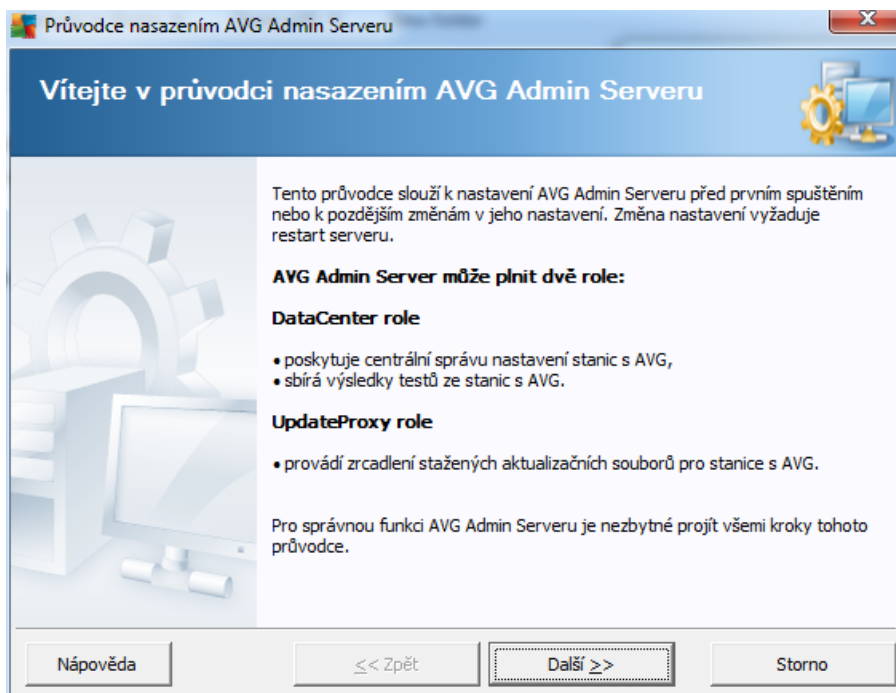 Průvodce nasazením AVG Admin Serveru
Vítejte v průvodci nasazením AVG Admin Serveru
Tento průvodce slouží k nastavení AVG Admin Serveru před prvním spuštěním
nebo k pozdějším změnám v jeho nastavení. Změna nastavení vyžaduje
restart serveru.
AVG Admin Server může plnit dvě role:
DataCenter role
• poskytuje centrální správu nastavení stanic s AVG,
• sbírá výsledky testů ze stanic s AVG.
UpdateProxy role
• provádí zrcadlení stažených aktualizačních souborů pro stanice s AVG.
Pro správnou funkci AVG Admin Serveru je nezbytné projít všemi kroky tohoto
průvodce.
Nápověda
<< Zpět
Další >>
Storno